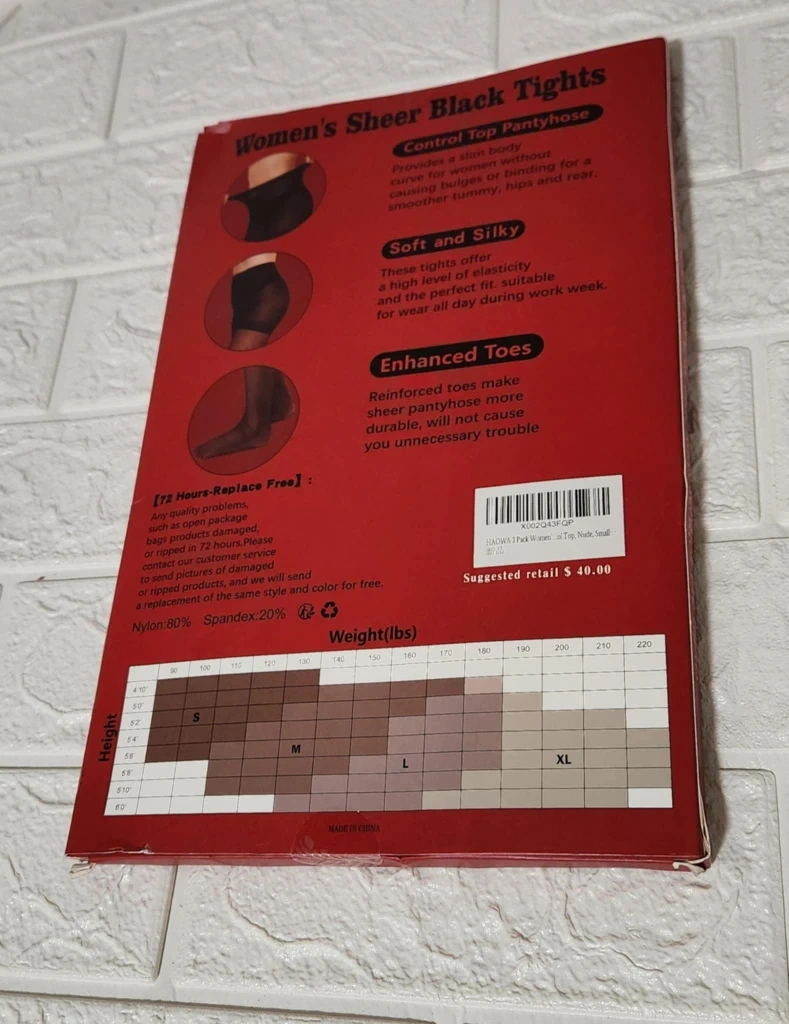 Women's Sheer Black Tights
Control Top Pantyhose
Provides a slim body
curve for women without
causing bulges or binding for a
smoother tummy, hips and rear.
Soft and Silky
These tights offer
a high level of elasticity
and the perfect fit. suitable
for wear all day during work week.
Enhanced Toes
Reinforced toes make
sheer pantyhose more
durable, will not cause
you unnecessary trouble
【72 Hours-Replace Free】:
Any quality problems,
such as open package
bags products damaged,
or ripped in 72 hours.Please
contact our customer service
to send pictures of damaged
or ripped products, and we will send
a replacement of the same style and color for free.
X002Q43FQP
HAOWA 3 Pack Women'...ol Top, Nude, Small
Suggested retail $ 40.00
Nylon:80% Spandex:20%
Weight(lbs)
90 100 110 120 130 140 150 160 170 180 190 200 210 220
Height
4'10"
5'0"
5'2"
5'4"
5'6"
5'8"
5'10"
6'0"
S
M
L
XL
MADE IN CHINA